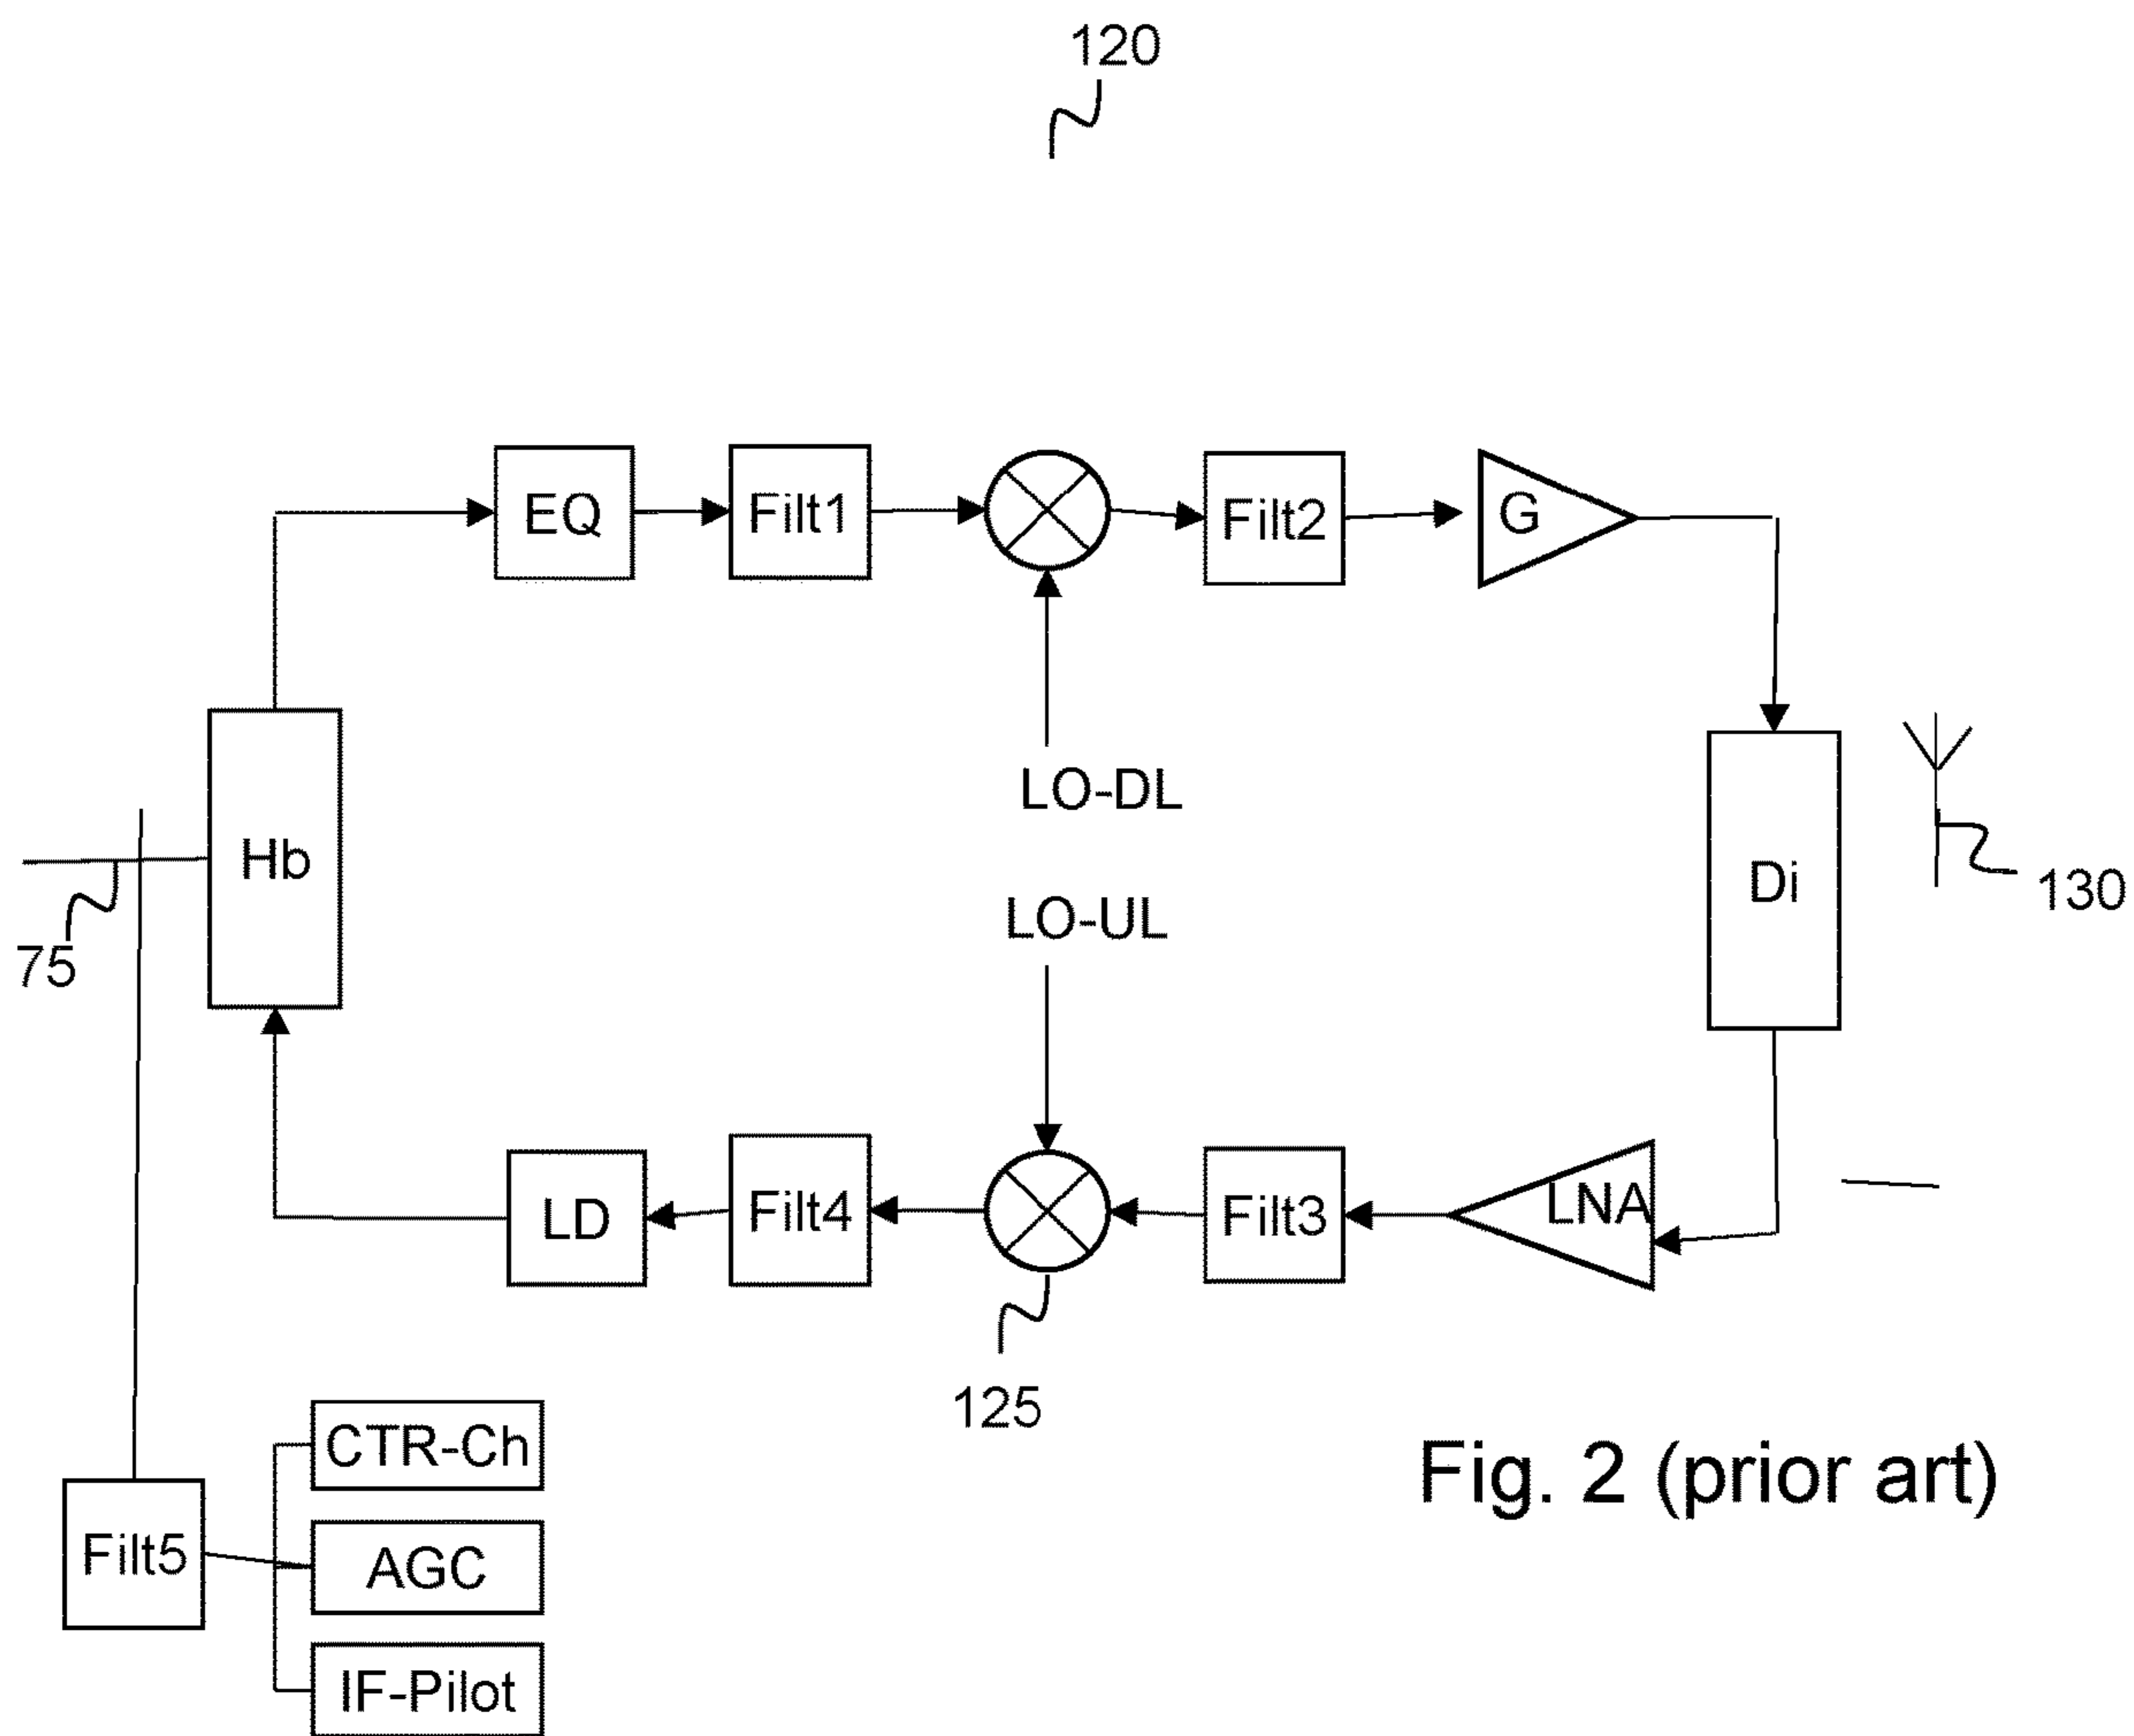 120
EQ
Filt1
Filt2
G
LO-DL
Hb
Di
130
LO-UL
75
LD
Filt4
Filt3
LNA
125
CTR-Ch
Fig. 2 (prior art)
Filt5
AGC
IF-Pilot